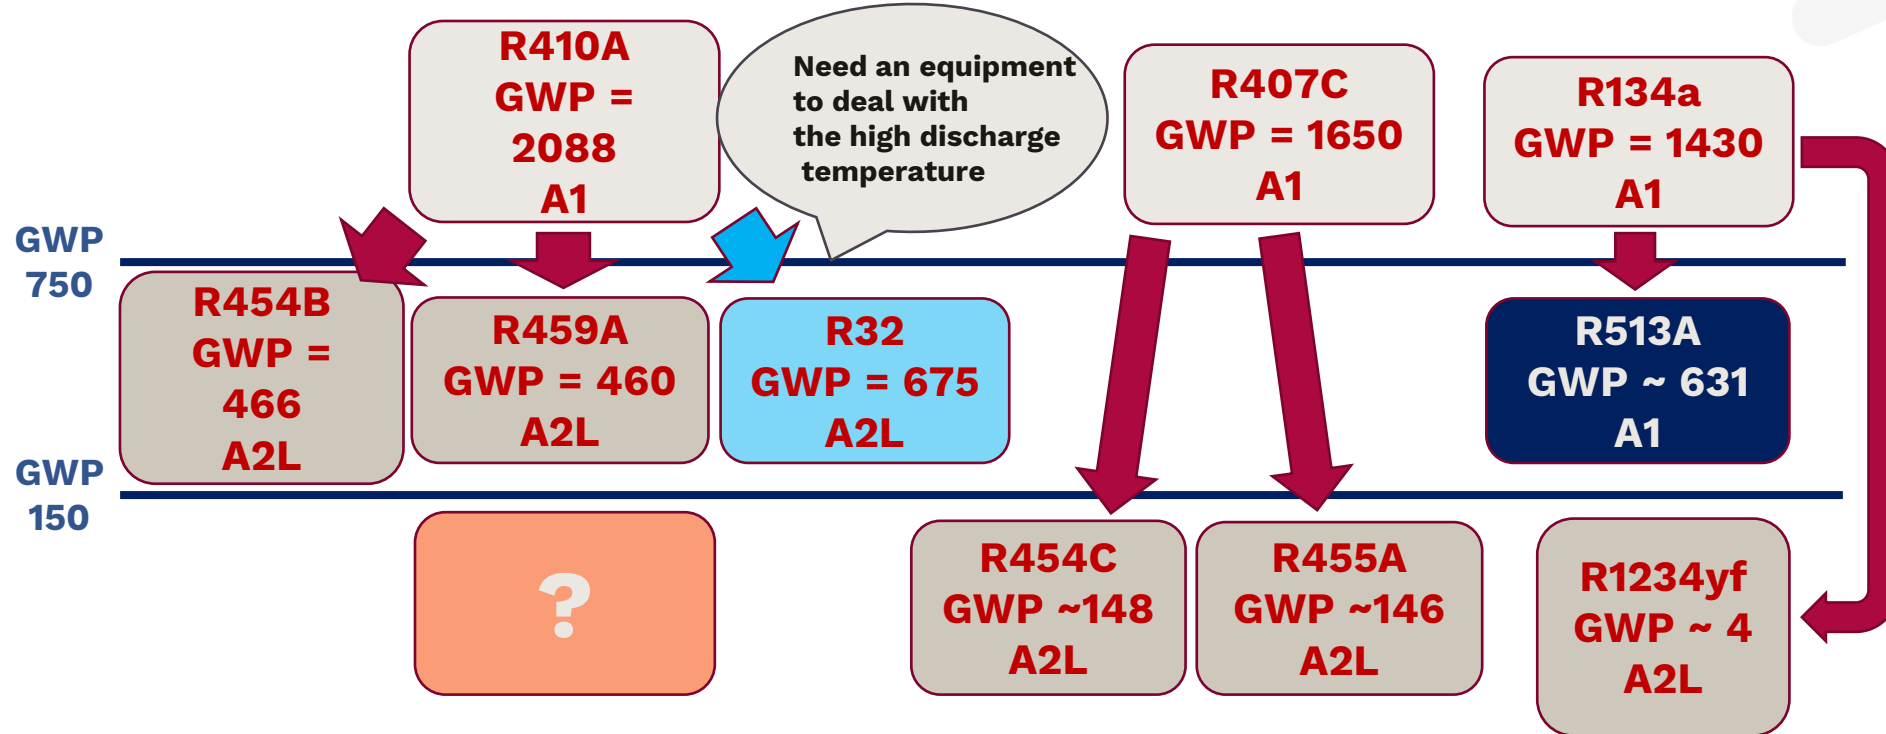 R410A
GWP =
2088
A1
Need an equipment
to deal with
the high discharge
temperature
R407C
GWP = 1650
A1
R134a
GWP = 1430
A1
GWP
750
R454B
GWP =
466
A2L
R459A
GWP = 460
A2L
R32
GWP = 675
A2L
R513A
GWP ~ 631
A1
GWP
150
?
R454C
GWP ~148
A2L
R455A
GWP ~146
A2L
R1234yf
GWP ~ 4
A2L